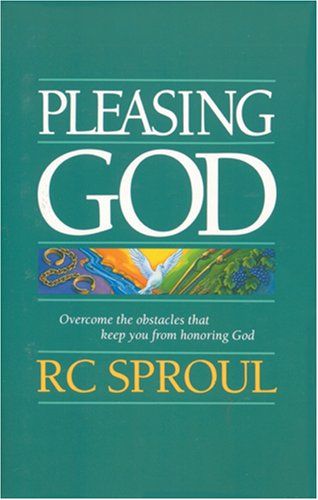 PLEASING
GOD
Overcome the obstacles that
keep you from honoring God
RC SPROUL